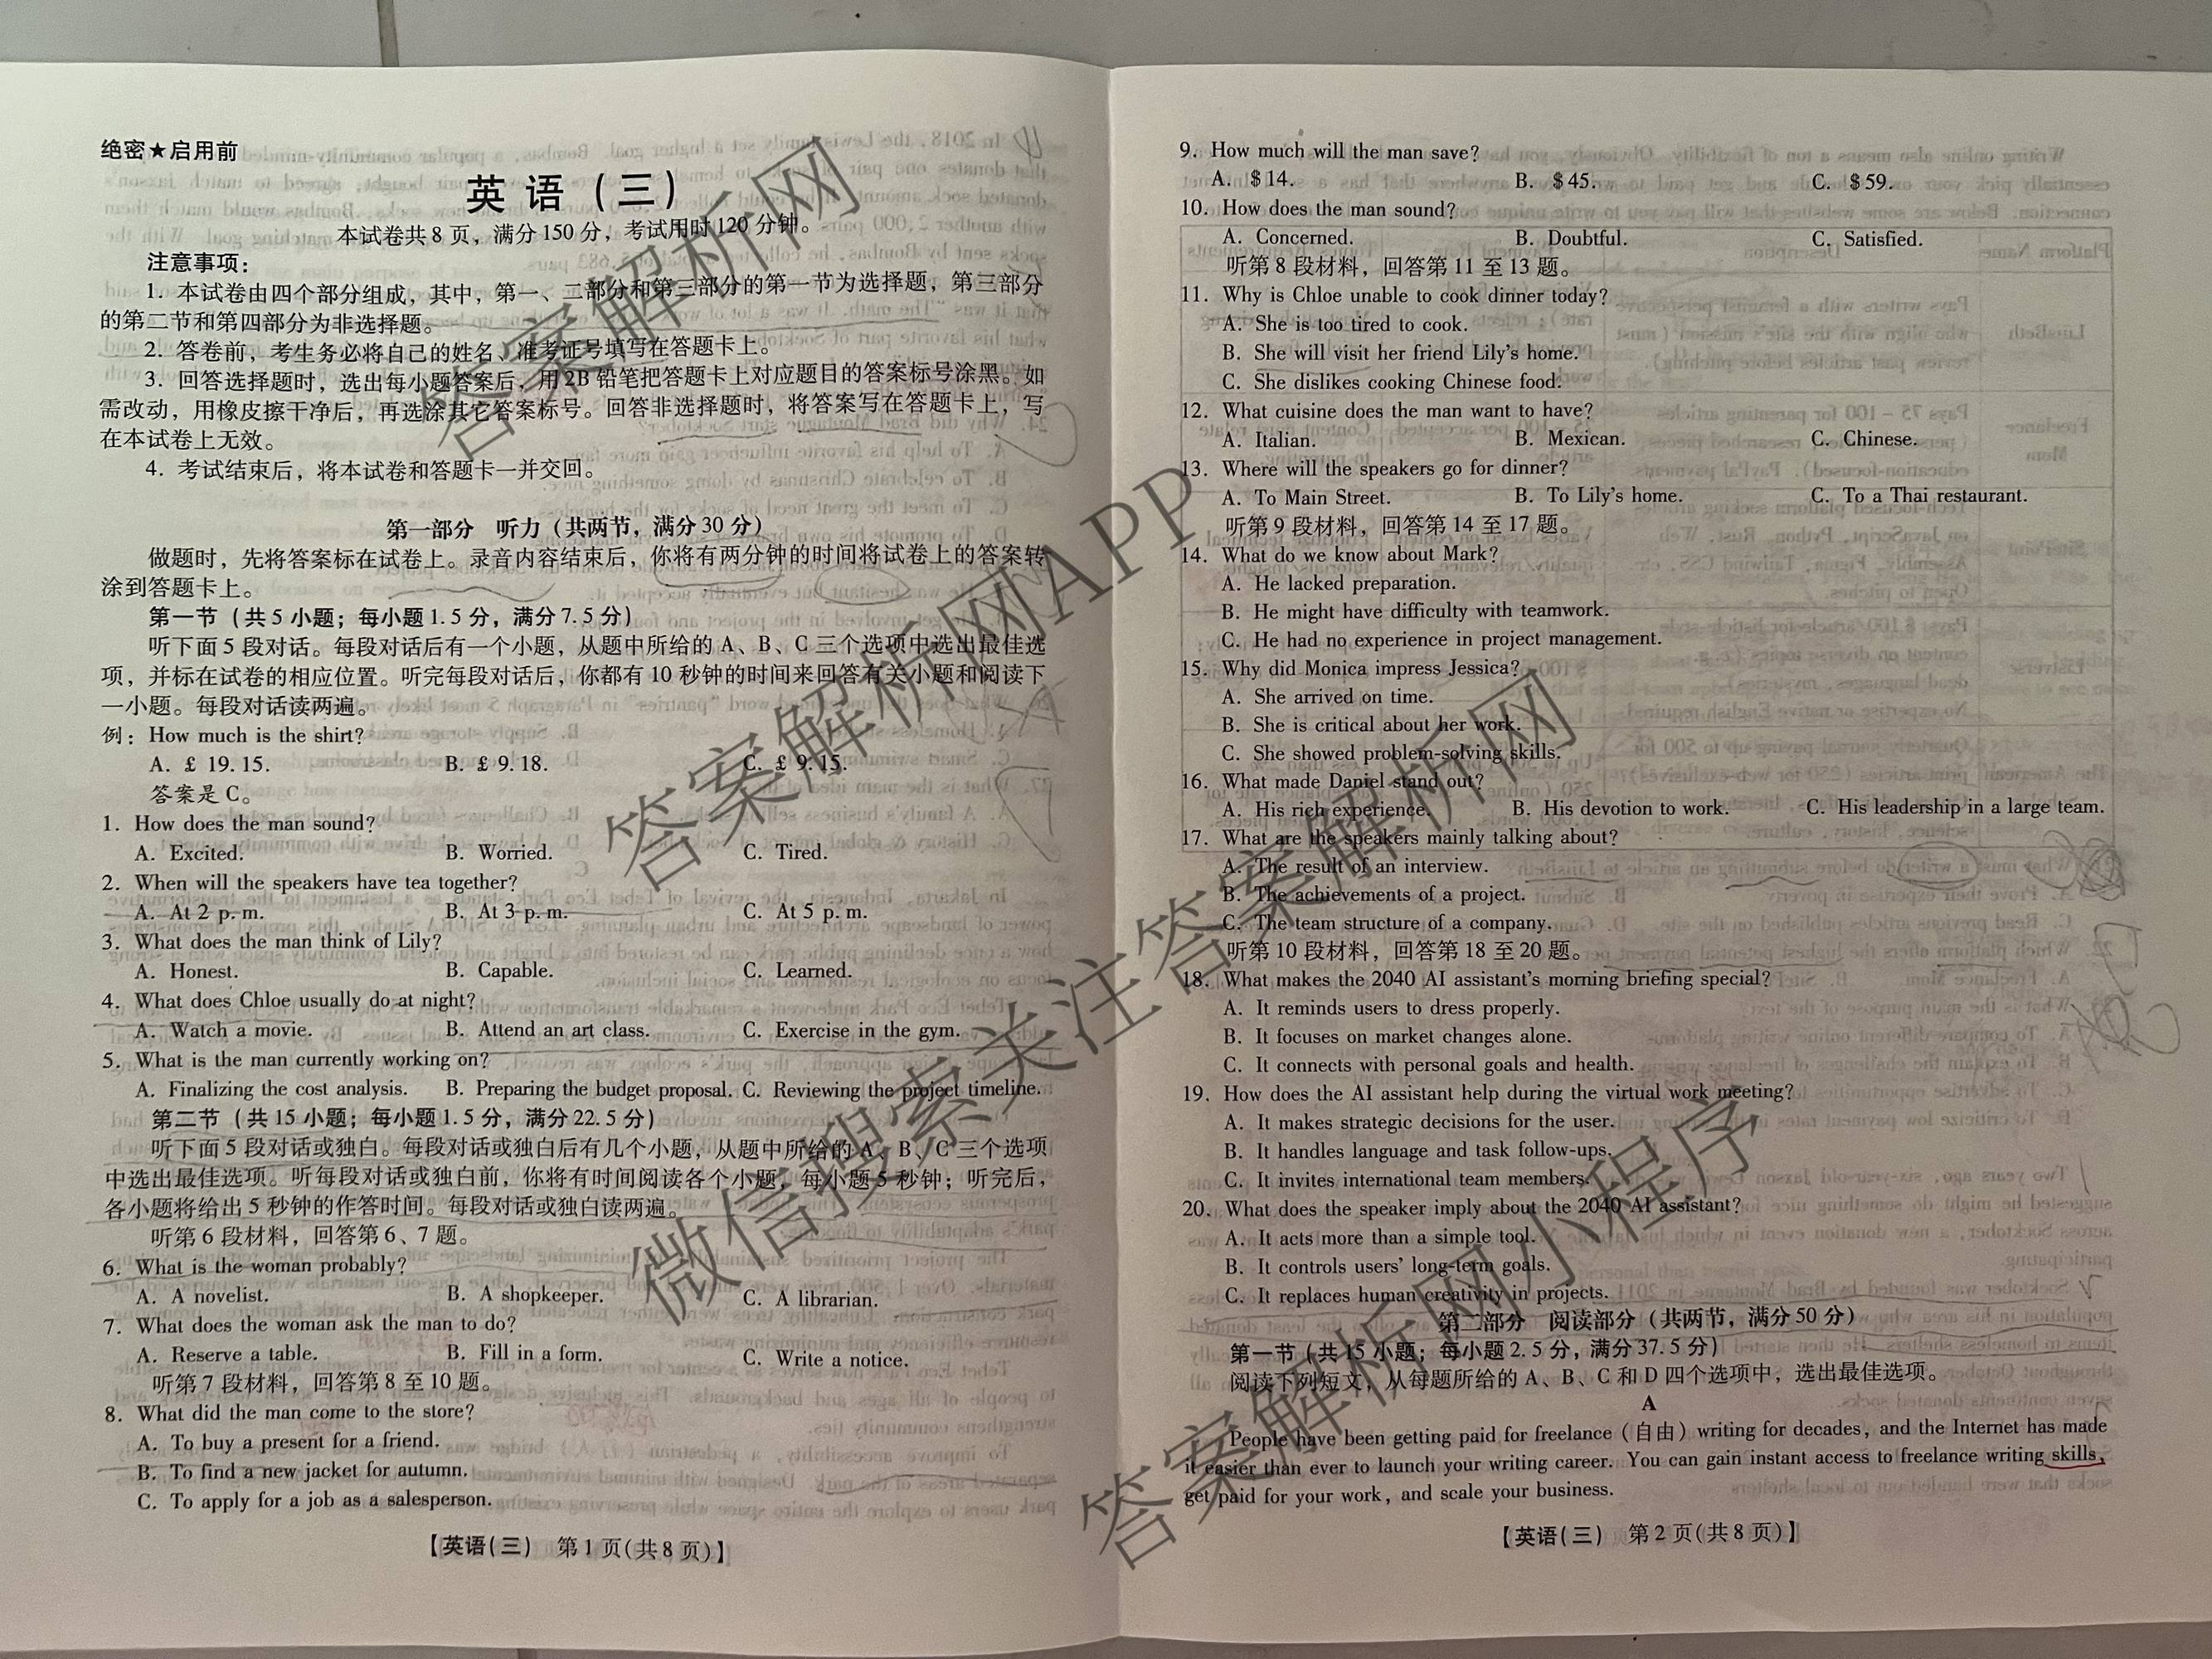 绝密★启用前
英 语 (三)
本试卷共8页，满分150分，考试用时120分钟。
注意事项：
1. 本试卷由四个部分组成，其中，第一、二部分和第三部分的第一节为选择题，第三部分
的第二节和第四部分为非选择题。
2. 答卷前，考生务必将自己的姓名、准考证号填写在答题卡上。
3. 回答选择题时，选出每小题答案后，用2B铅笔把答题卡上对应题目的答案标号涂黑。如
需改动，用橡皮擦干净后，再选涂其它答案标号。回答非选择题时，将答案写在答题卡上，写
在本试卷上无效。
4. 考试结束后，将本试卷和答题卡一并交回。
第一部分 听力（共两节，满分30分）
做题时，先将答案标在试卷上。录音内容结束后，你将有两分钟的时间将试卷上的答案转
涂到答题卡上。
第一节（共5小题；每小题1.5分，满分7.5分）
听下面5段对话。每段对话后有一个小题，从题中所给的A、B、C三个选项中选出最佳选
项，并标在试卷的相应位置。听完每段对话后，你都有10秒钟的时间来回答有关小题和阅读下
一小题。每段对话读两遍。
例：How much is the shirt?
A. £ 19.15. B. £ 9.18. C. £ 9.15.
答案是C。
1. How does the man sound?
A. Excited. B. Worried. C. Tired.
2. When will the speakers have tea together?
A. At 2 p.m. B. At 3 p.m. C. At 5 p.m.
3. What does the man think of Lily?
A. Honest. B. Capable. C. Learned.
4. What does Chloe usually do at night?
A. Watch a movie. B. Attend an art class. C. Exercise in the gym.
5. What is the man currently working on?
A. Finalizing the cost analysis. B. Preparing the budget proposal. C. Reviewing the project timeline.
第二节（共15小题；每小题1.5分，满分22.5分）
听下面5段对话或独白。每段对话或独白后有几个小题，从题中所给的A、B、C三个选项
中选出最佳选项。听每段对话或独白前，你将有时间阅读各个小题，每小题5秒钟；听完后，
各小题将给出5秒钟的作答时间。每段对话或独白读两遍。
听第6段材料，回答第6、7题。
6. What is the woman probably?
A. A novelist. B. A shopkeeper. C. A librarian.
7. What does the woman ask the man to do?
A. Reserve a table. B. Fill in a form. C. Write a notice.
听第7段材料，回答第8至10题。
8. What did the man come to the store?
A. To buy a present for a friend.
B. To find a new jacket for autumn.
C. To apply for a job as a salesperson.
【英语(三) 第1页(共8页)】
9. How much will the man save?
A. $14. B. $45. C. $59.
10. How does the man sound?
A. Concerned. B. Doubtful. C. Satisfied.
听第8段材料，回答第11至13题。
11. Why is Chloe unable to cook dinner today?
A. She is too tired to cook.
B. She will visit her friend Lily's home.
C. She dislikes cooking Chinese food.
12. What cuisine does the man want to have?
A. Italian. B. Mexican. C. Chinese.
13. Where will the speakers go for dinner?
A. To Main Street. B. To Lily's home. C. To a Thai restaurant.
听第9段材料，回答第14至17题。
14. What do we know about Mark?
A. He lacked preparation.
B. He might have difficulty with teamwork.
C. He had no experience in project management.
15. Why did Monica impress Jessica?
A. She arrived on time.
B. She is critical about her work.
C. She showed problem-solving skills.
16. What made Daniel stand out?
A. His rich experience. B. His devotion to work. C. His leadership in a large team.
17. What are the speakers mainly talking about?
A. The result of an interview.
B. The achievements of a project.
C. The team structure of a company.
听第10段材料，回答第18至20题。
18. What makes the 2040 AI assistant's morning briefing special?
A. It reminds users to dress properly.
B. It focuses on market changes alone.
C. It connects with personal goals and health.
19. How does the AI assistant help during the virtual work meeting?
A. It makes strategic decisions for the user.
B. It handles language and task follow-ups.
C. It invites international team members.
20. What does the speaker imply about the 2040 AI assistant?
A. It acts more than a simple tool.
B. It controls users' long-term goals.
C. It replaces human creativity in projects.
第二部分 阅读部分（共两节，满分50分）
第一节（共15小题；每小题2.5分，满分37.5分）
阅读下列短文，从每题所给的A、B、C和D四个选项中，选出最佳选项。
A
People have been getting paid for freelance（自由）writing for decades, and the Internet has made
it easier than ever to launch your writing career. You can gain instant access to freelance writing skills,
get paid for your work, and scale your business.
【英语(三) 第2页(共8页)】
答案解析网
答案解析网APP
微信搜索关注答案解析网
答案解析网小程序